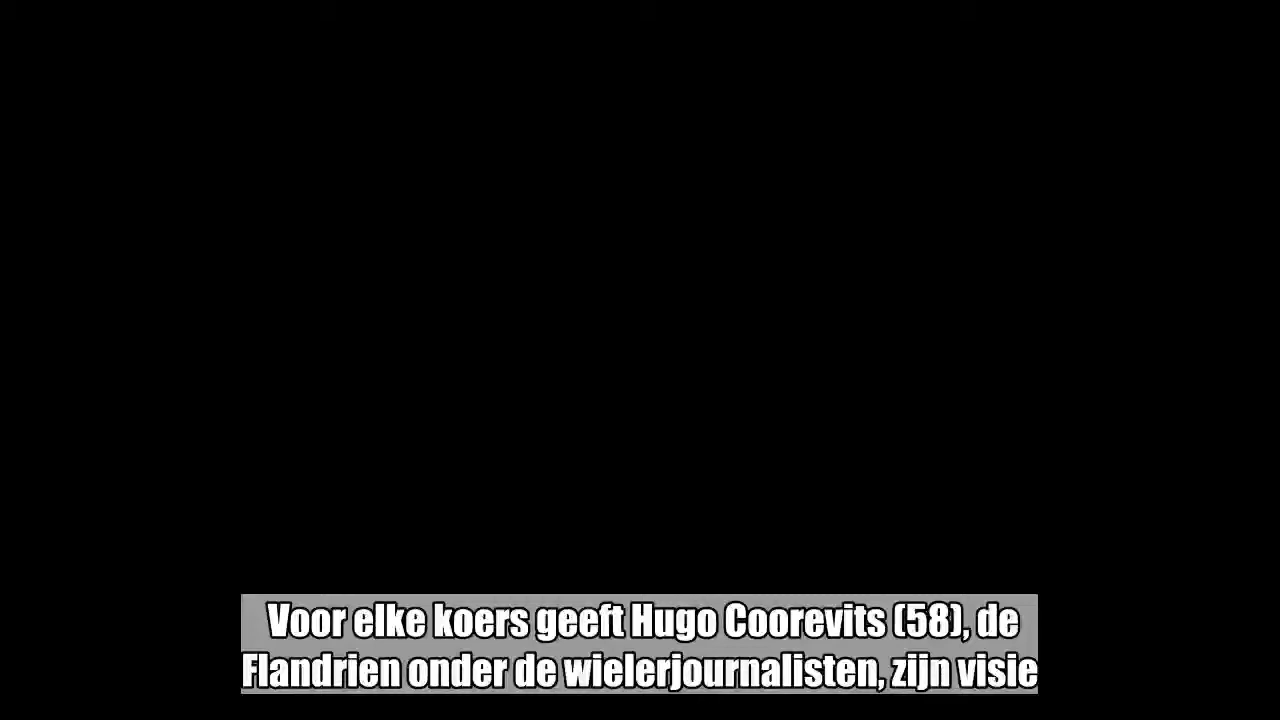 Voor elke koers geeft Hugo Coorevits (58), de
Flandrien onder de wielerjournalisten, zijn visie